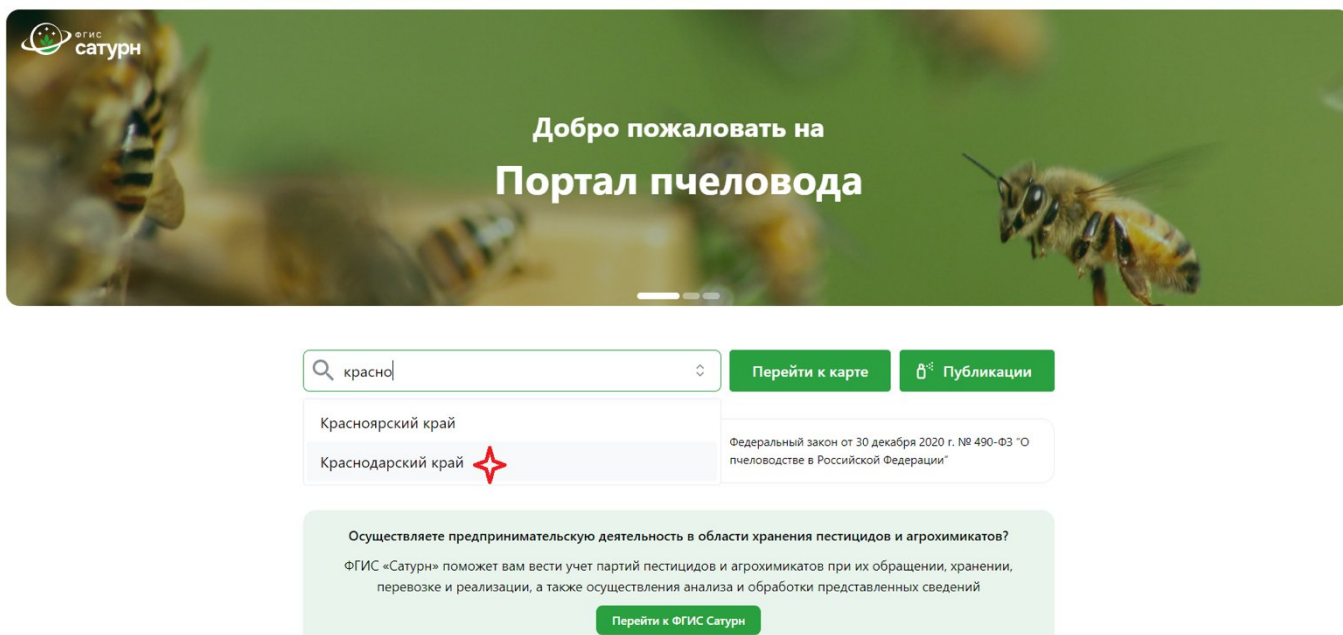 ФГИС
сатурн
Добро пожаловать на
Портал пчеловода
красно
Перейти к карте
Публикации
Красноярский край
Краснодарский край
Федеральный закон от 30 декабря 2020 г. № 490-ФЗ "О
пчеловодстве в Российской Федерации"
Осуществляете предпринимательскую деятельность в области хранения пестицидов и агрохимикатов?
ФГИС «Сатурн» поможет вам вести учет партий пестицидов и агрохимикатов при их обращении, хранении,
перевозке и реализации, а также осуществления анализа и обработки представленных сведений
Перейти к ФГИС Сатурн